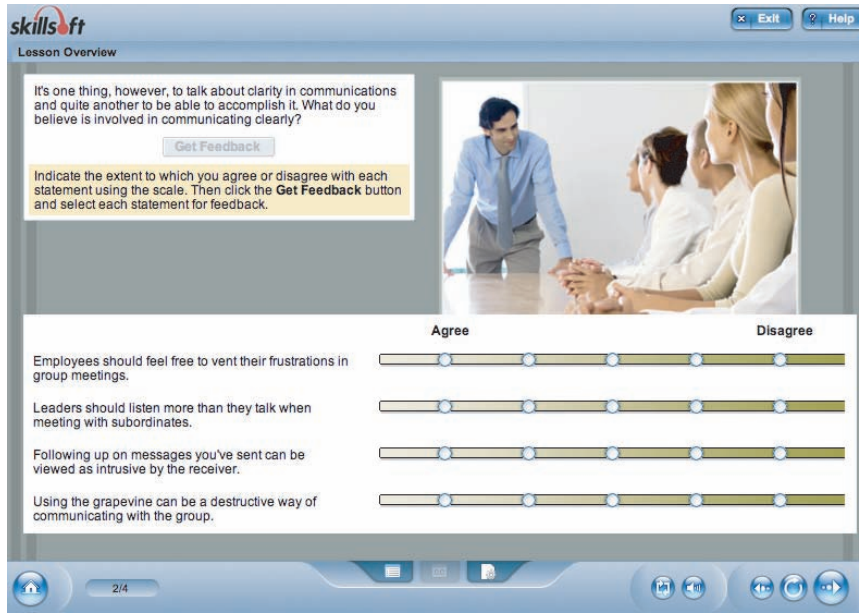 skillsoft
Exit
Help
Lesson Overview
It's one thing, however, to talk about clarity in communications
and quite another to be able to accomplish it. What do you
believe is involved in communicating clearly?
Get Feedback
Indicate the extent to which you agree or disagree with each
statement using the scale. Then click the Get Feedback button
and select each statement for feedback.
Agree
Disagree
Employees should feel free to vent their frustrations in
group meetings.
Leaders should listen more than they talk when
meeting with subordinates.
Following up on messages you've sent can be
viewed as intrusive by the receiver.
Using the grapevine can be a destructive way of
communicating with the group.
2/4